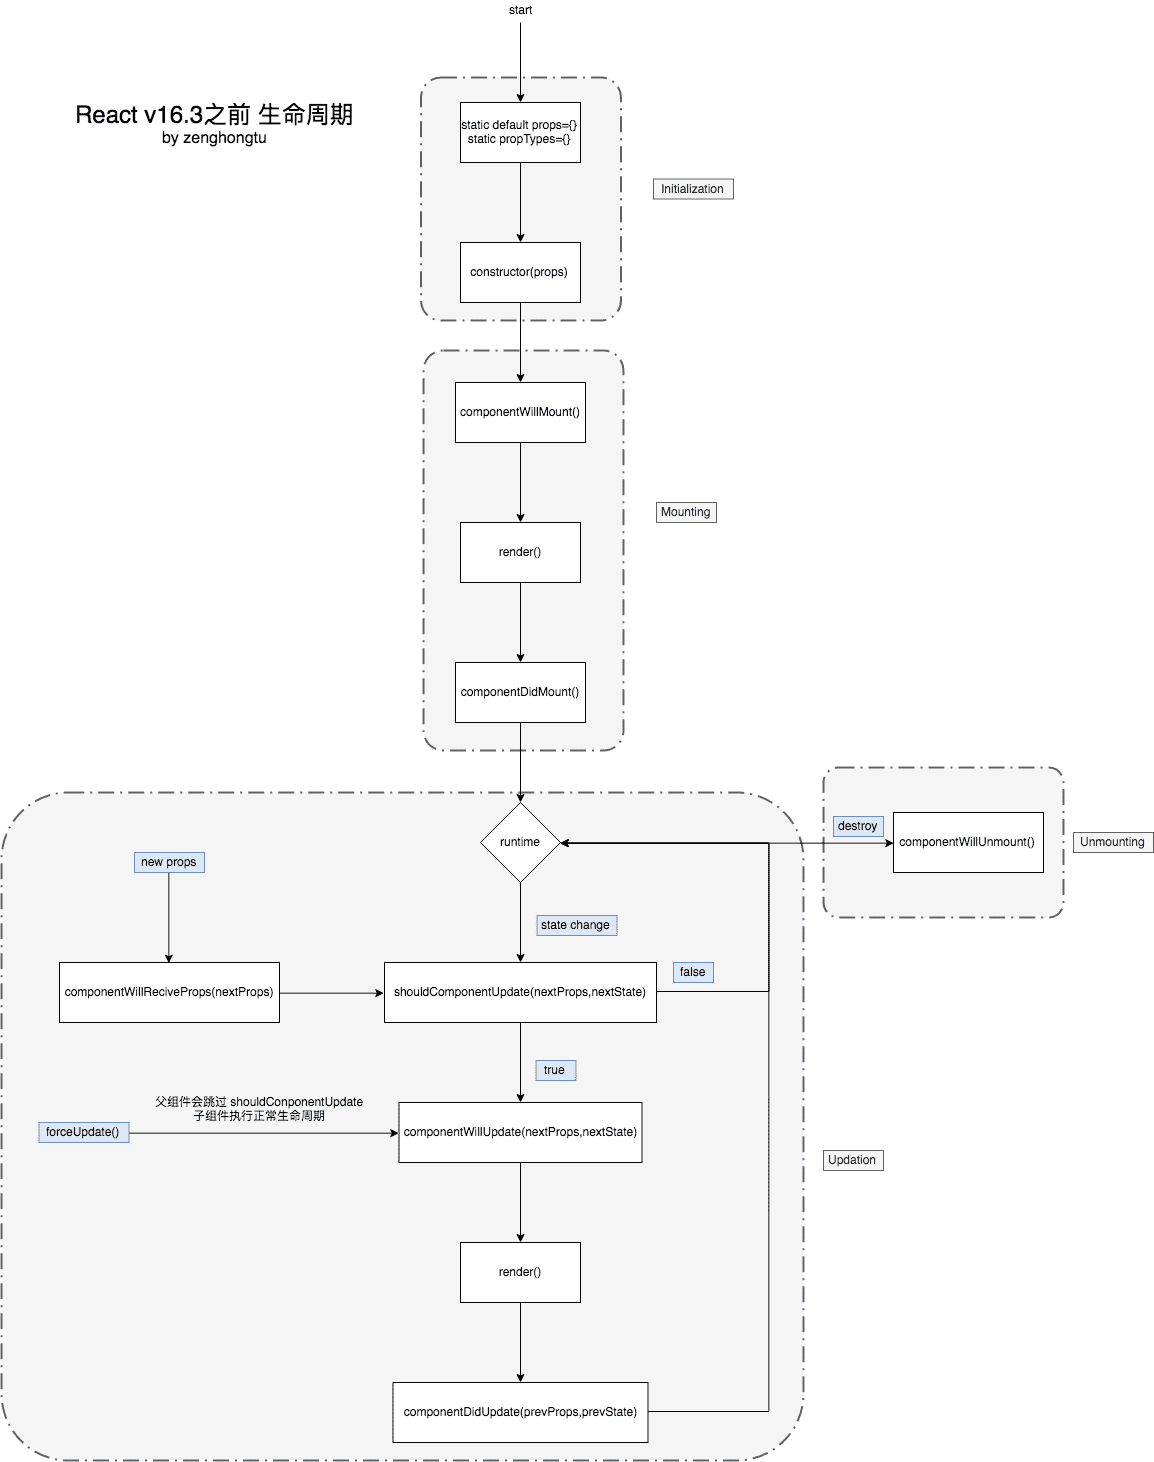 start
React v16.3之前 生命周期
by zenghongtu
static default props={}
static propTypes={}
Initialization
constructor(props)
componentWillMount()
Mounting
render()
componentDidMount()
runtime
destroy
componentWillUnmount()
Unmounting
new props
state change
componentWillReciveProps(nextProps)
shouldComponentUpdate(nextProps,nextState)
false
true
父组件会跳过 shouldConponentUpdate
子组件执行正常生命周期
forceUpdate()
componentWillUpdate(nextProps,nextState)
Updation
render()
componentDidUpdate(prevProps,prevState)